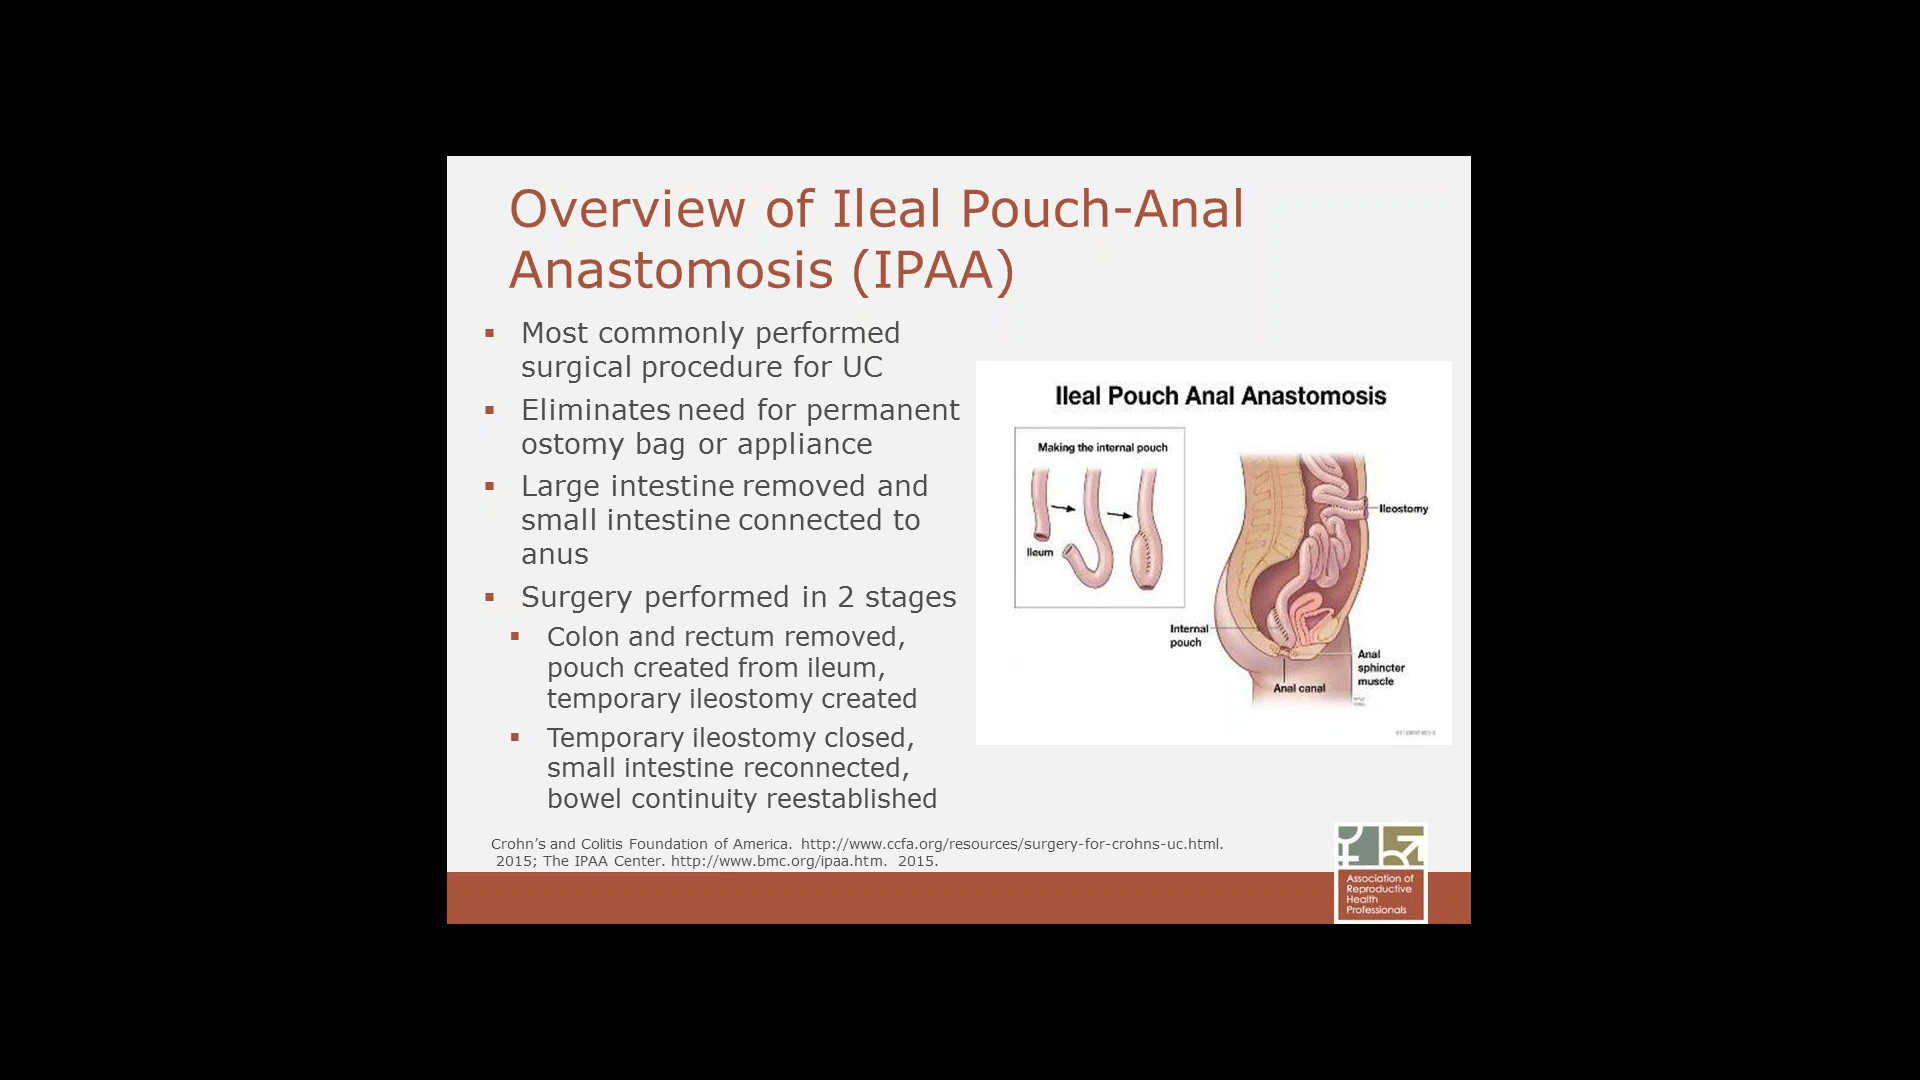 Overview of Ileal Pouch-Anal
Anastomosis (IPAA)
▪ Most commonly performed
surgical procedure for UC
▪ Eliminates need for permanent
ostomy bag or appliance
▪ Large intestine removed and
small intestine connected to
anus
▪ Surgery performed in 2 stages
▪ Colon and rectum removed,
pouch created from ileum,
temporary ileostomy created
▪ Temporary ileostomy closed,
small intestine reconnected,
bowel continuity reestablished
Ileal Pouch Anal Anastomosis
Making the internal pouch
Ileum
Ileostomy
Internal
pouch
Anal
sphincter
muscle
Anal canal
Crohn's and Colitis Foundation of America. http://www.ccfa.org/resources/surgery-for-crohns-uc.html.
2015; The IPAA Center. http://www.bmc.org/ipaa.htm. 2015.
Association of
Reproductive
Health
Professionals